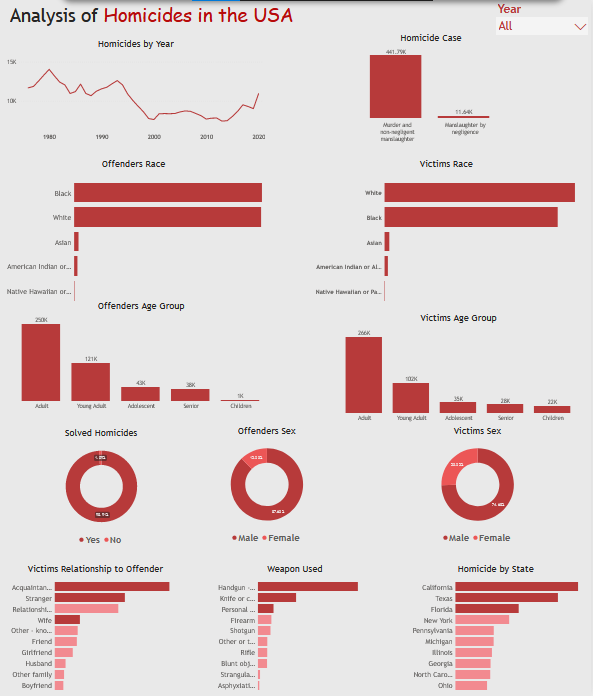 Analysis of Homicides in the USA
Year
All
Homicides by Year
15K
10K
1980
1990
2000
2010
2020
Homicide Case
441.79K
11.64K
Murder and
non-negligent
manslaughter
Manslaughter by
negligence
Offenders Race
Black
White
Asian
American Indian or...
Native Hawaiian or...
Victims Race
White
Black
Asian
American Indian or Al...
Native Hawaiian or Pa...
Offenders Age Group
250K
121K
43K
38K
1K
Adult
Young Adult
Adolescent
Senior
Children
Victims Age Group
266K
102K
35K
28K
22K
Adult
Young Adult
Adolescent
Senior
Children
Solved Homicides
Yes
No
Offenders Sex
Male
Female
Victims Sex
Male
Female
Victims Relationship to Offender
Acquaintan...
Stranger
Relationshi...
Wife
Other - kno...
Friend
Girlfriend
Husband
Other family
Boyfriend
Weapon Used
Handgun -...
Knife or c...
Personal ...
Firearm
Shotgun
Other or t...
Rifle
Blunt obj...
Strangula...
Asphyxiati...
Homicide by State
California
Texas
Florida
New York
Pennsylvania
Michigan
Illinois
Georgia
North Caro...
Ohio